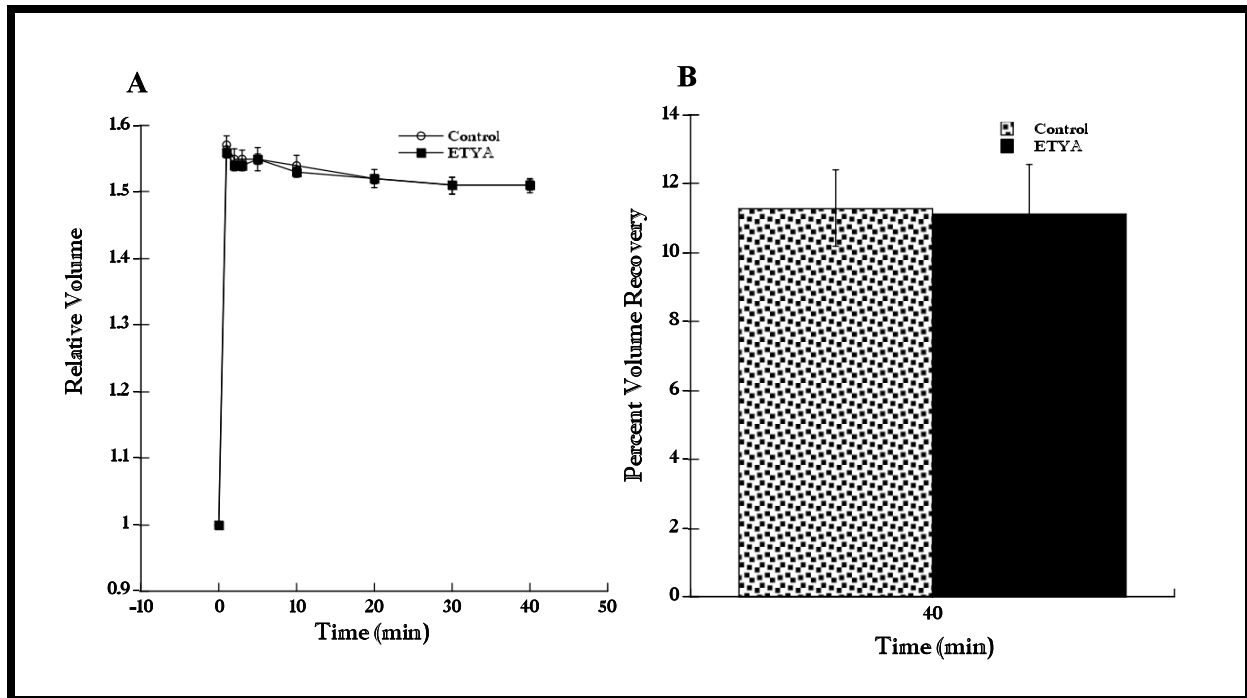 A
Control
ETYA
1.6
1.5
1.4
1.3
1.2
1.1
1
0.9
Relative Volume
-10 0 10 20 30 40 50
Time (min)
B
Control
ETYA
14
12
10
8
6
4
2
0
Percent Volume Recovery
40
Time (min)